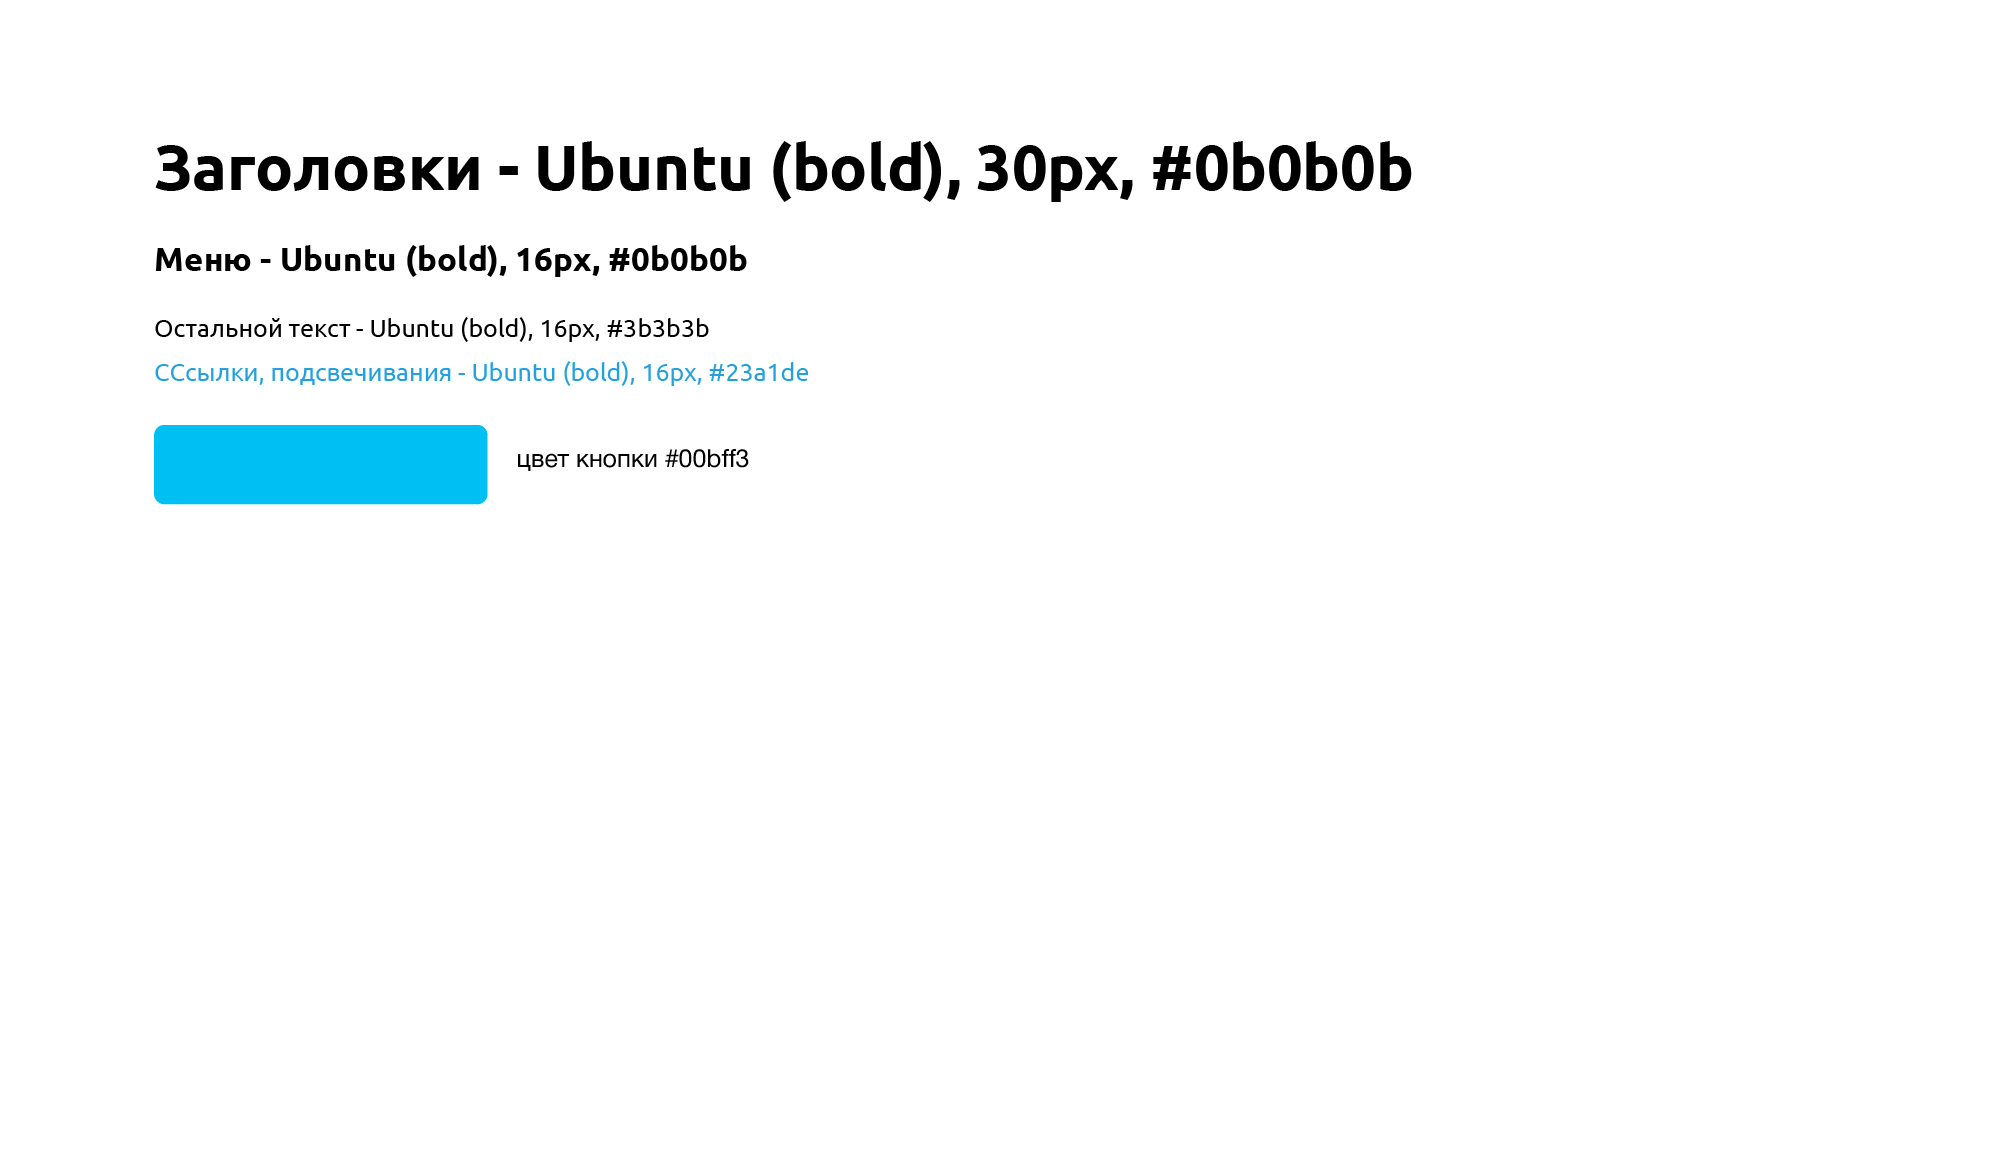 Заголовки - Ubuntu (bold), 30px, #0b0b0b
Меню - Ubuntu (bold), 16px, #0b0b0b
Остальной текст - Ubuntu (bold), 16px, #3b3b3b
ССсылки, подсвечивания - Ubuntu (bold), 16px, #23a1de
цвет кнопки #00bff3